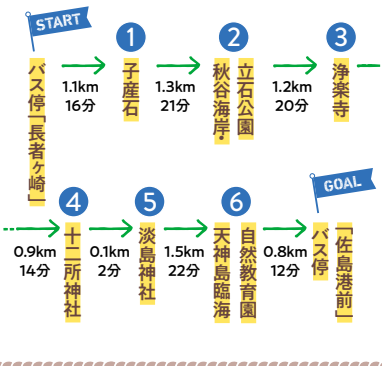 START
バス停「長者ヶ崎」
1.1km
16分
1
子産石
1.3km
21分
2
立石公園
秋谷海岸・
1.2km
20分
3
浄楽寺
0.9km
14分
4
十二所神社
0.1km
2分
5
淡島神社
1.5km
22分
6
天神島臨海
自然教育園
0.8km
12分
GOAL
バス停
「佐島港前」